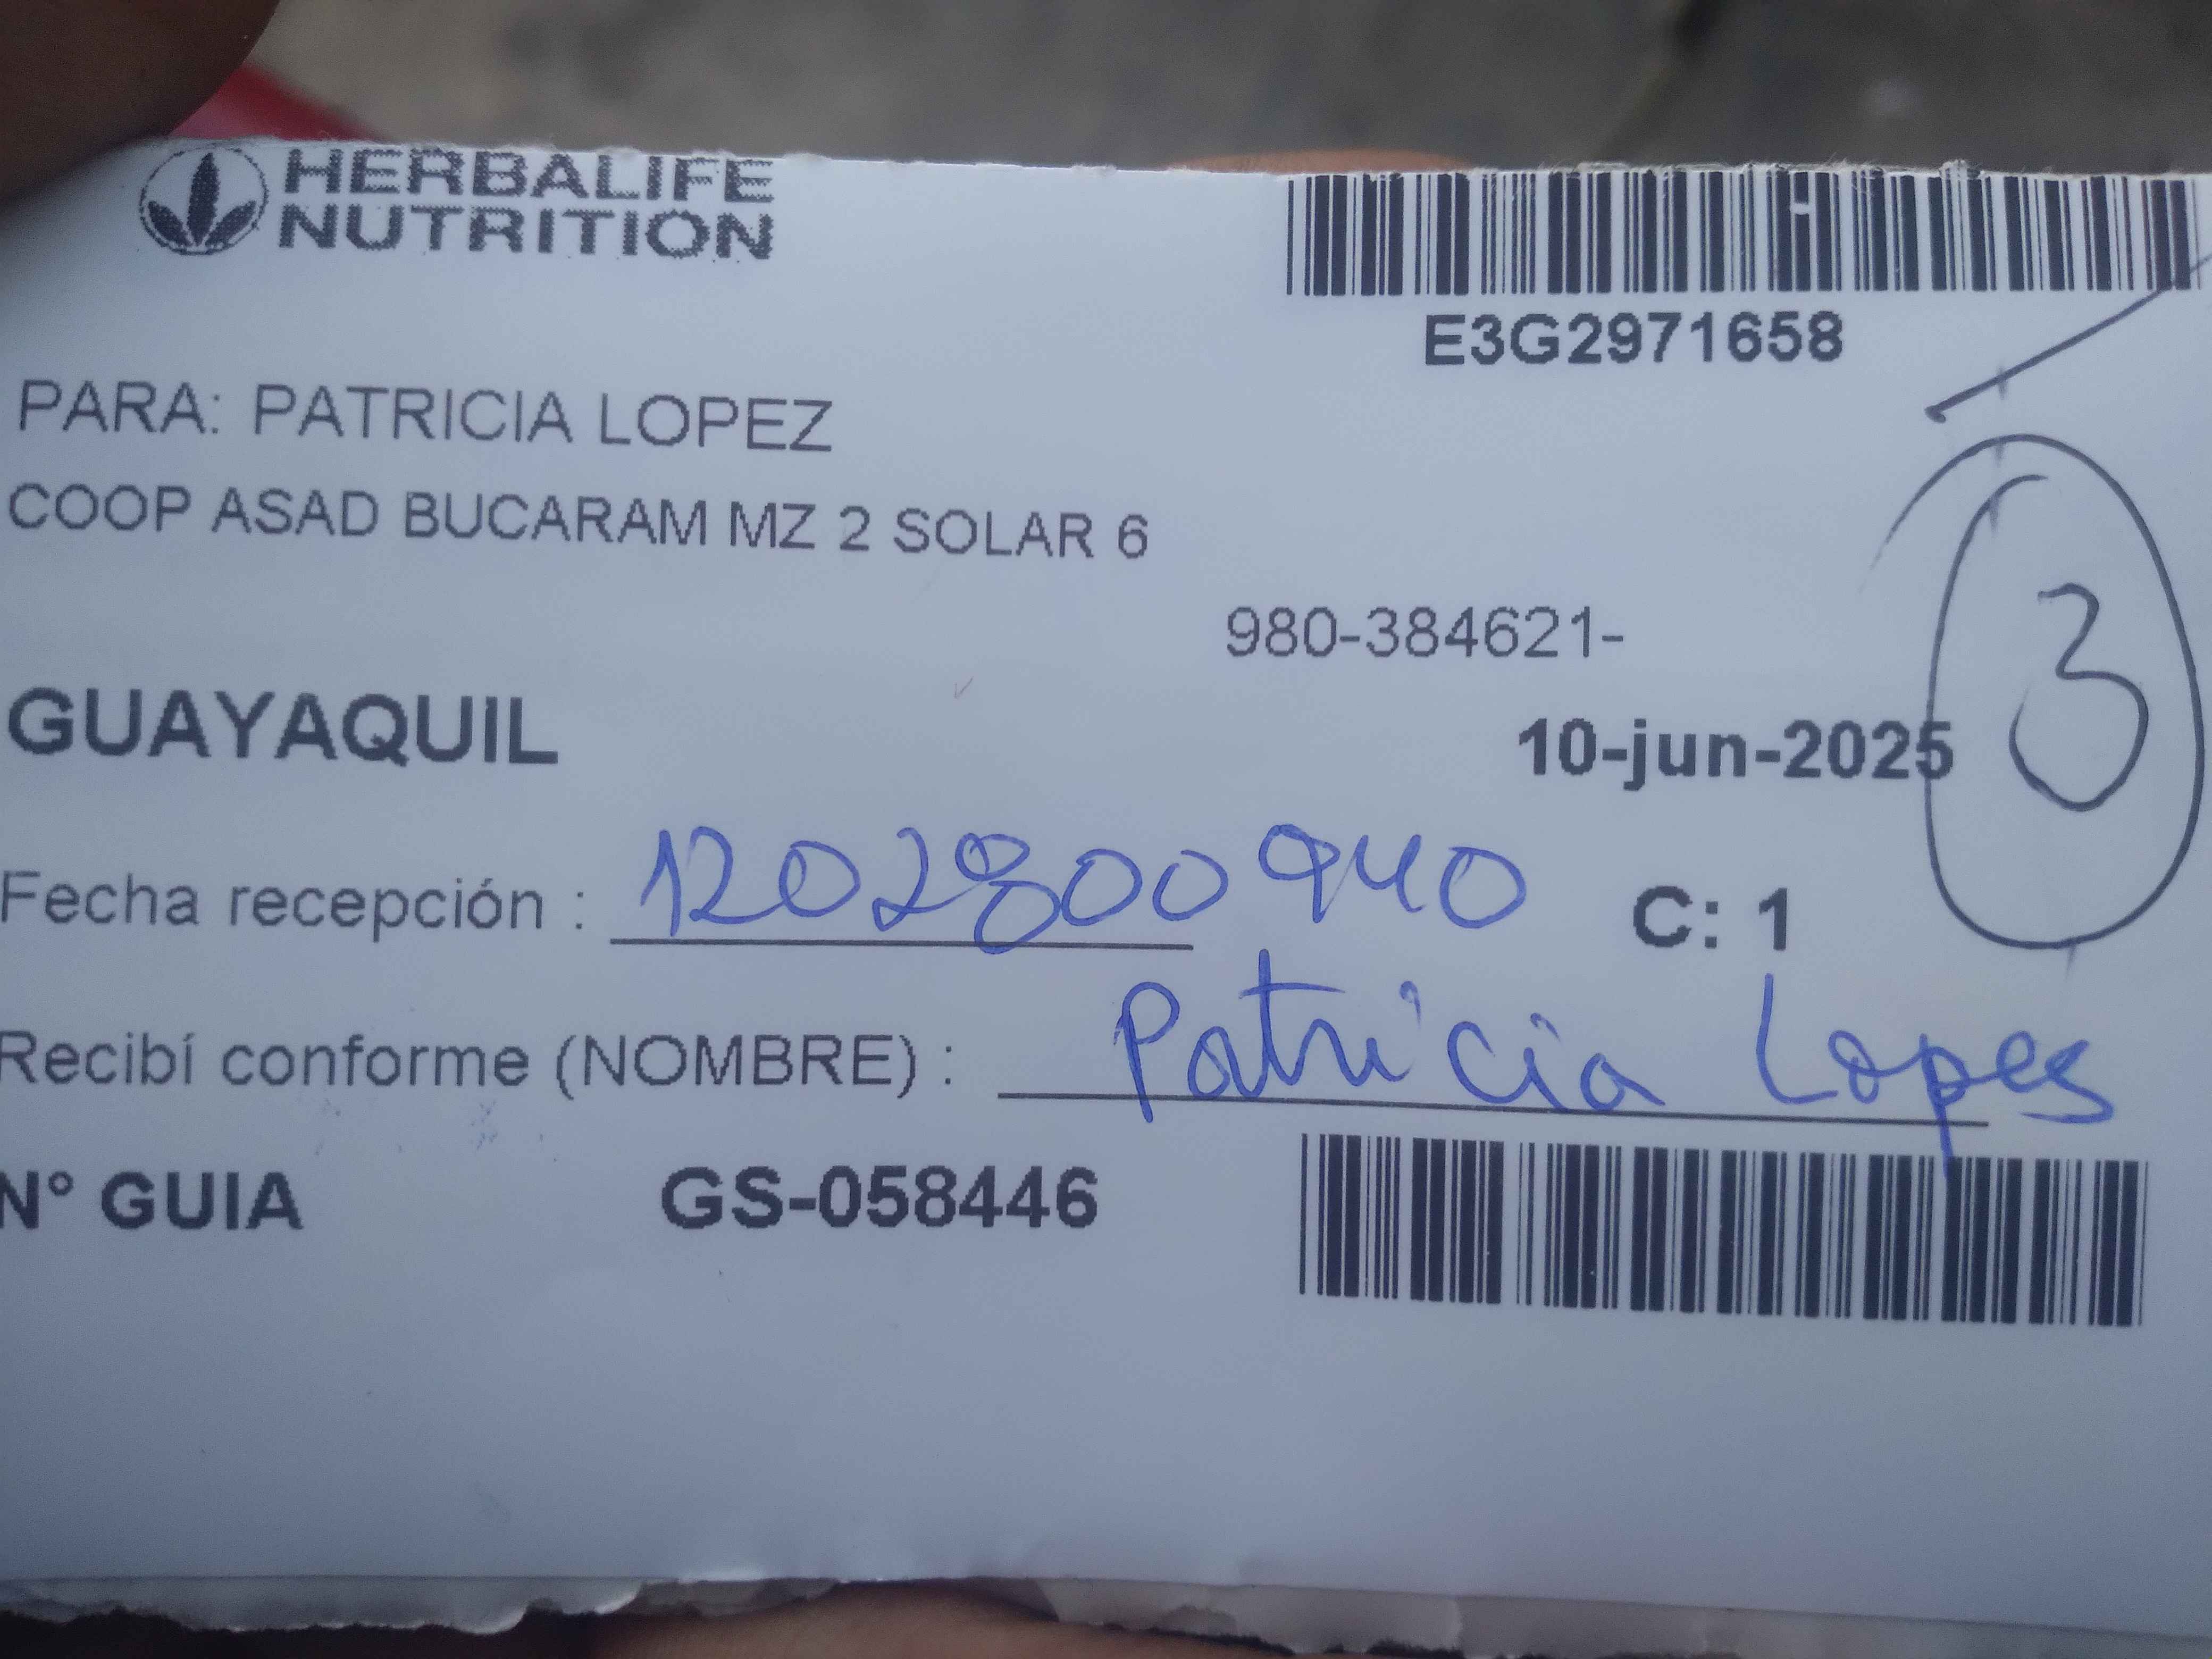 HERBALIFE
NUTRITION
E3G2971658
PARA: PATRICIA LOPEZ
COOP ASAD BUCARAM MZ 2 SOLAR 6
980-384621-
3
GUAYAQUIL
10-jun-2025
Fecha recepción : 1202800940
C: 1
Recibí conforme (NOMBRE) : Patricia Lopes
N° GUIA GS-058446